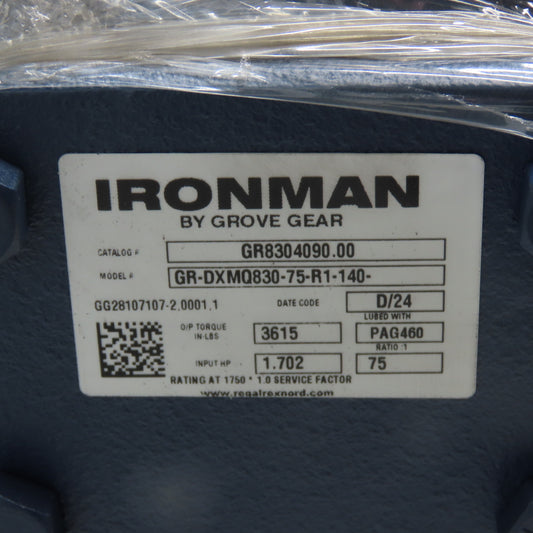 IRONMAN
BY GROVE GEAR
CATALOG # GR8304090.00
MODEL # GR-DXMQ830-75-R1-140-
GG28107107-2.0001.1 DATE CODE D/24
LUBED WITH
O/P TORQUE IN-LBS 3615 PAG460
RATIO :1
INPUT HP 1.702 75
RATING AT 1750 * 1.0 SERVICE FACTOR
www.regalrexnord.com